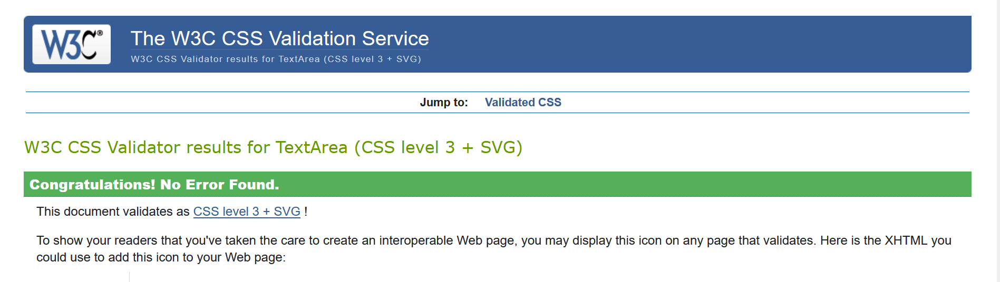 W3C®
The W3C CSS Validation Service
W3C CSS Validator results for TextArea (CSS level 3 + SVG)
Jump to: Validated CSS
W3C CSS Validator results for TextArea (CSS level 3 + SVG)
Congratulations! No Error Found.
This document validates as CSS level 3 + SVG !
To show your readers that you've taken the care to create an interoperable Web page, you may display this icon on any page that validates. Here is the XHTML you
could use to add this icon to your Web page: